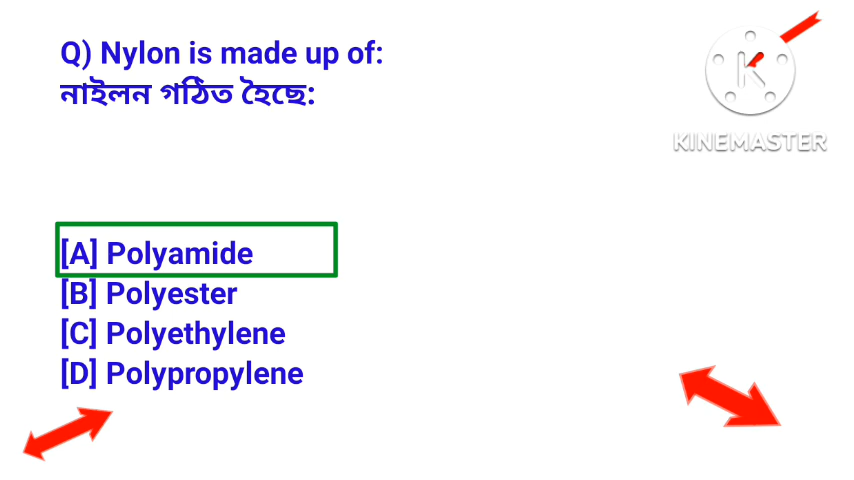 Q) Nylon is made up of:
নাইলন গঠিত হৈছে:
KINEMASTER
[A] Polyamide
[B] Polyester
[C] Polyethylene
[D] Polypropylene